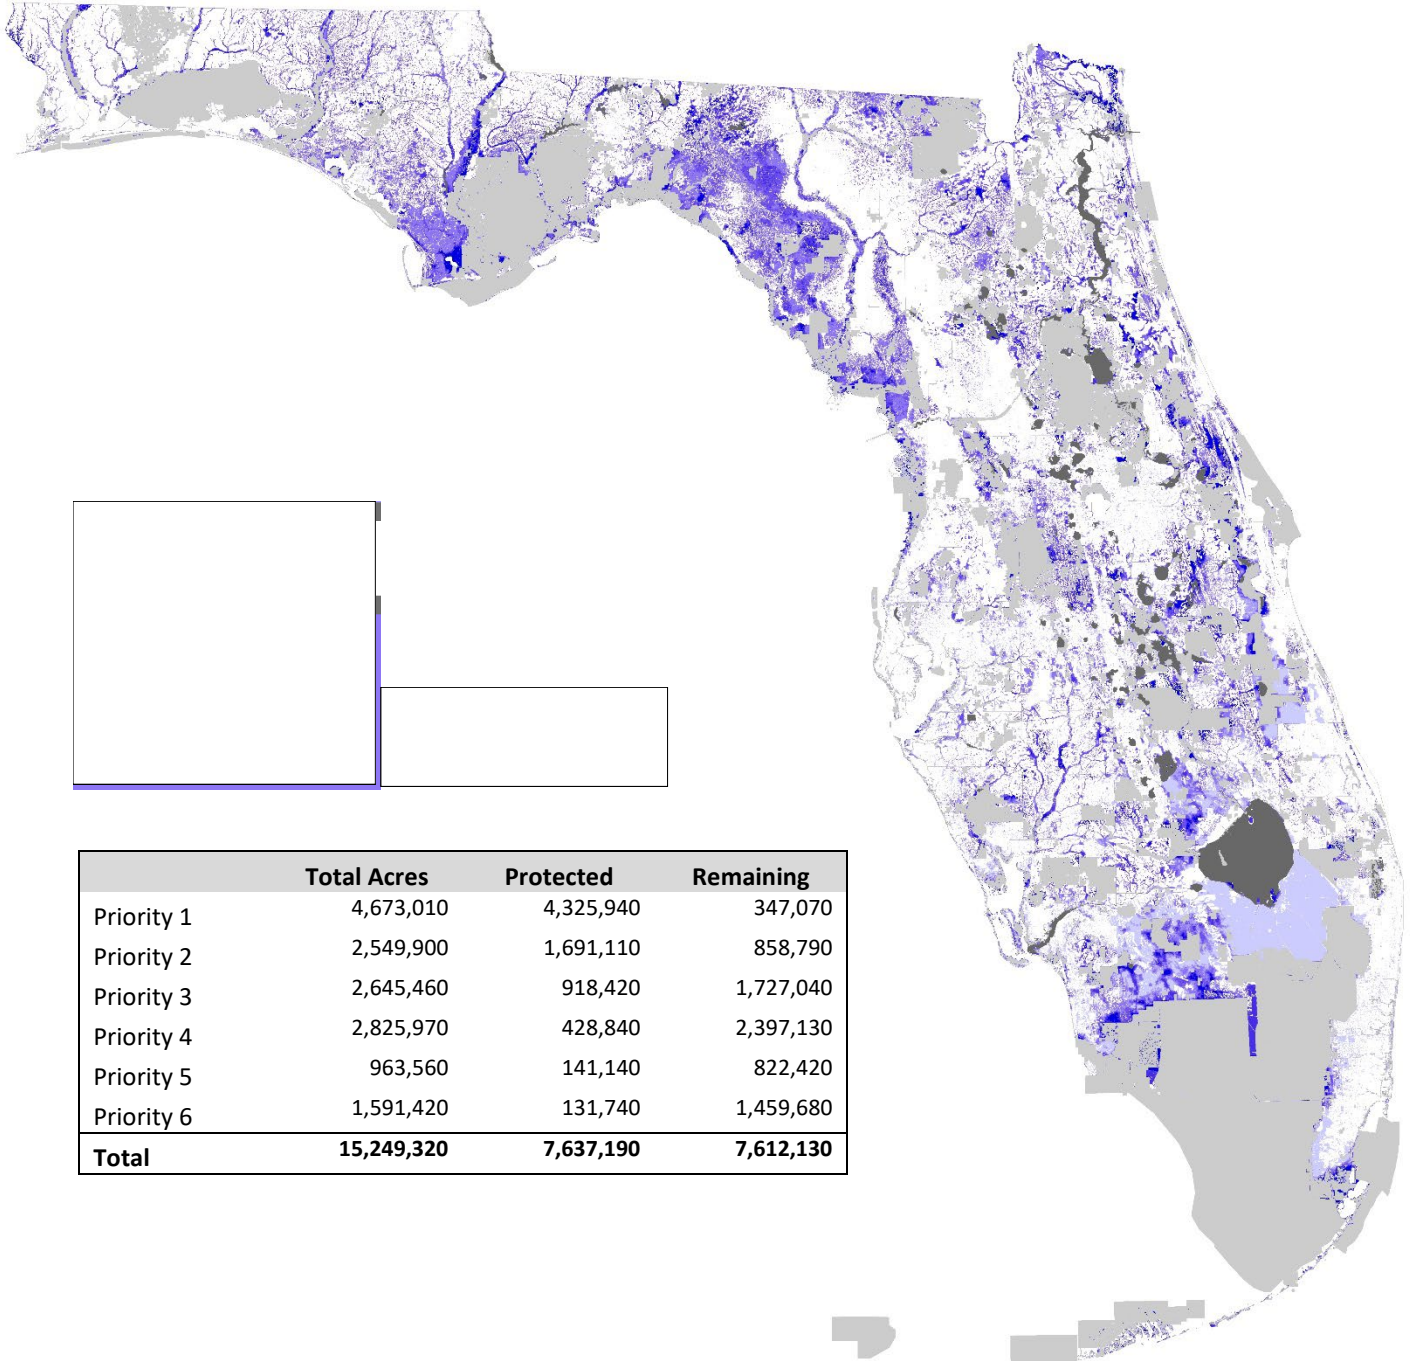 Total Acres Protected Remaining
Priority 1 4,673,010 4,325,940 347,070
Priority 2 2,549,900 1,691,110 858,790
Priority 3 2,645,460 918,420 1,727,040
Priority 4 2,825,970 428,840 2,397,130
Priority 5 963,560 141,140 822,420
Priority 6 1,591,420 131,740 1,459,680
Total 15,249,320 7,637,190 7,612,130